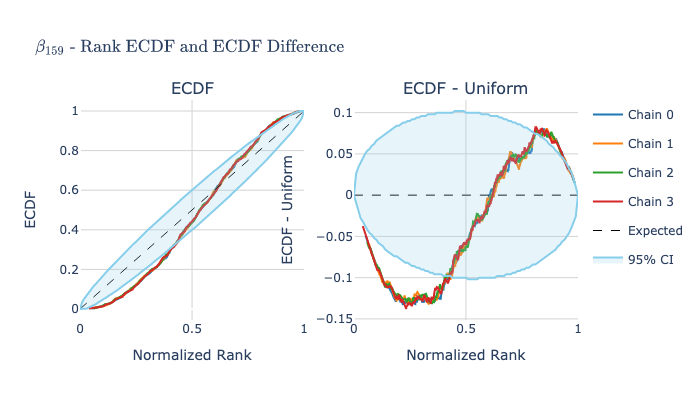 β159 - Rank ECDF and ECDF Difference
ECDF
ECDF - Uniform
ECDF
1
0.8
0.6
0.4
0.2
0
0
0.5
1
Normalized Rank
ECDF - Uniform
0.1
0.05
0
−0.05
−0.1
−0.15
0
0.5
1
Normalized Rank
Chain 0
Chain 1
Chain 2
Chain 3
Expected
95% CI